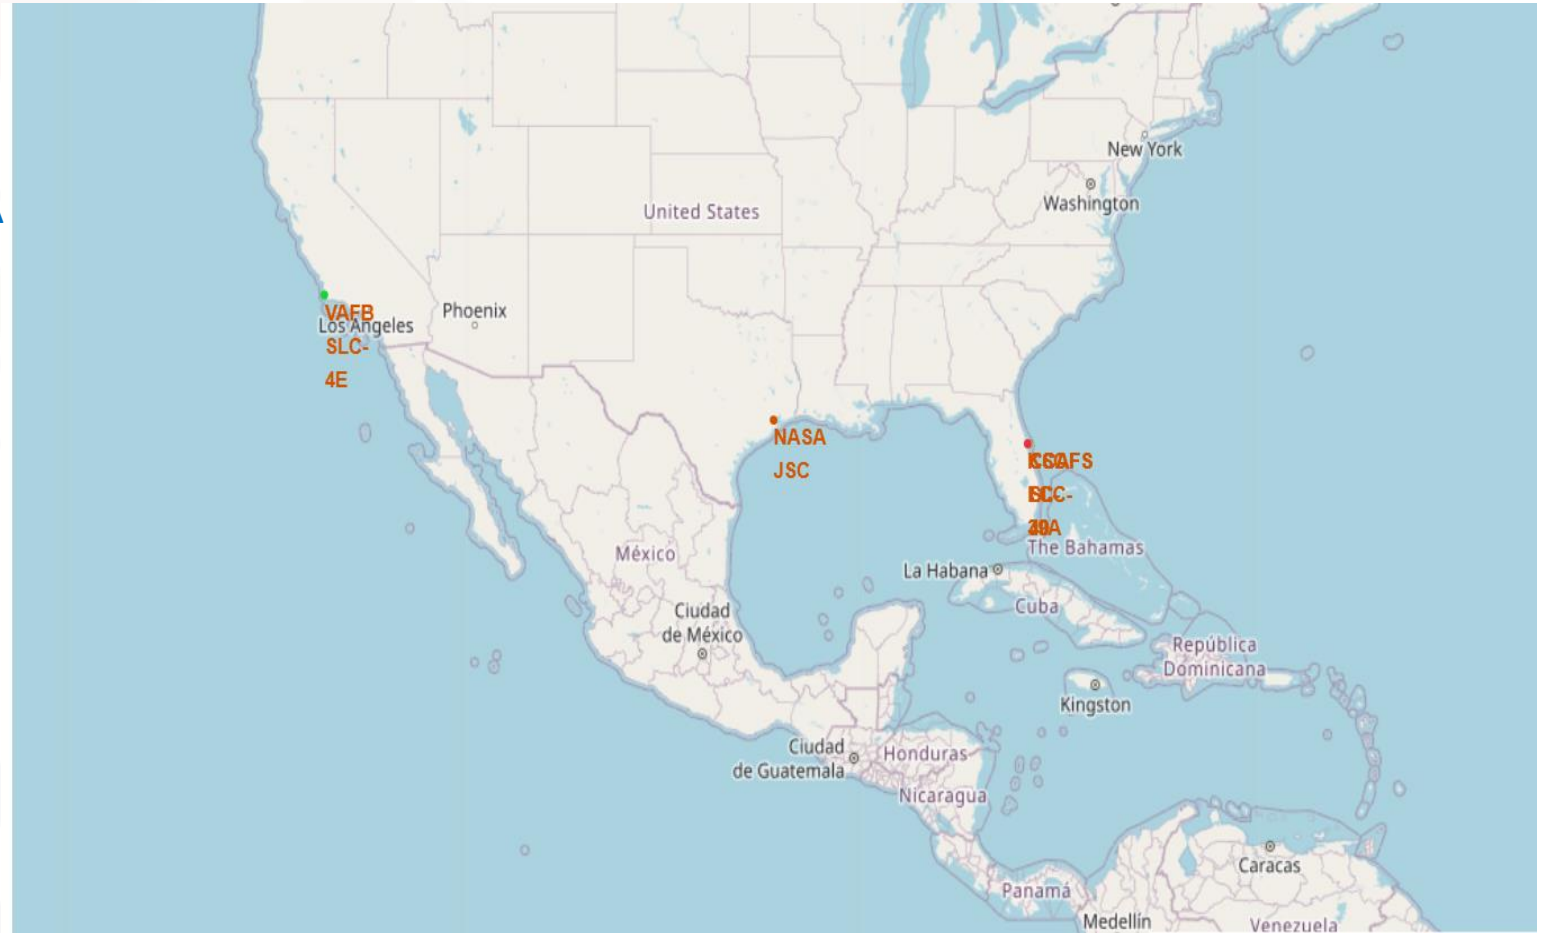 New York
Washington
United States
A
VAFB
Los Angeles
SLC-
4E
Phoenix
NASA
JSC
México
Ciudad
de México
La Habana
The Bahamas
Cuba
República
Dominicana
Kingston
Ciudad
de Guatemala
Honduras
Nicaragua
Caracas
Panamá
Medellín
Venezuela